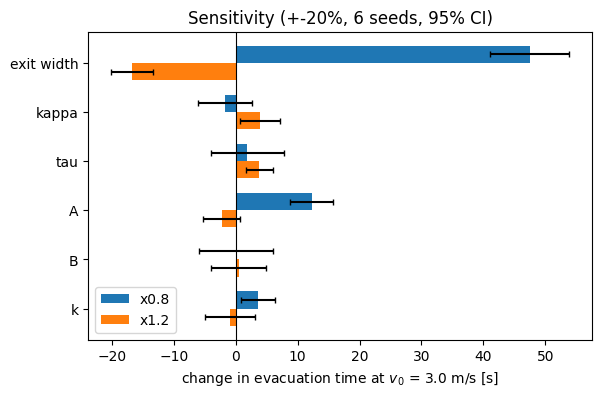 Sensitivity (+-20%, 6 seeds, 95% CI)
exit width
kappa
tau
A
B
k
x0.8
x1.2
−20 −10 0 10 20 30 40 50
change in evacuation time at v₀ = 3.0 m/s [s]